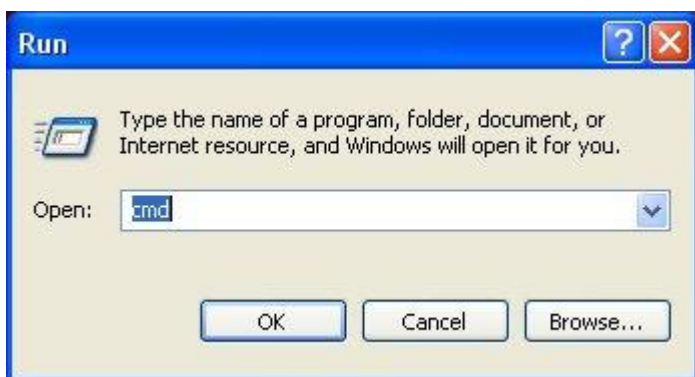 Run
?
Type the name of a program, folder, document, or
Internet resource, and Windows will open it for you.
Open: cmd
OK Cancel Browse...